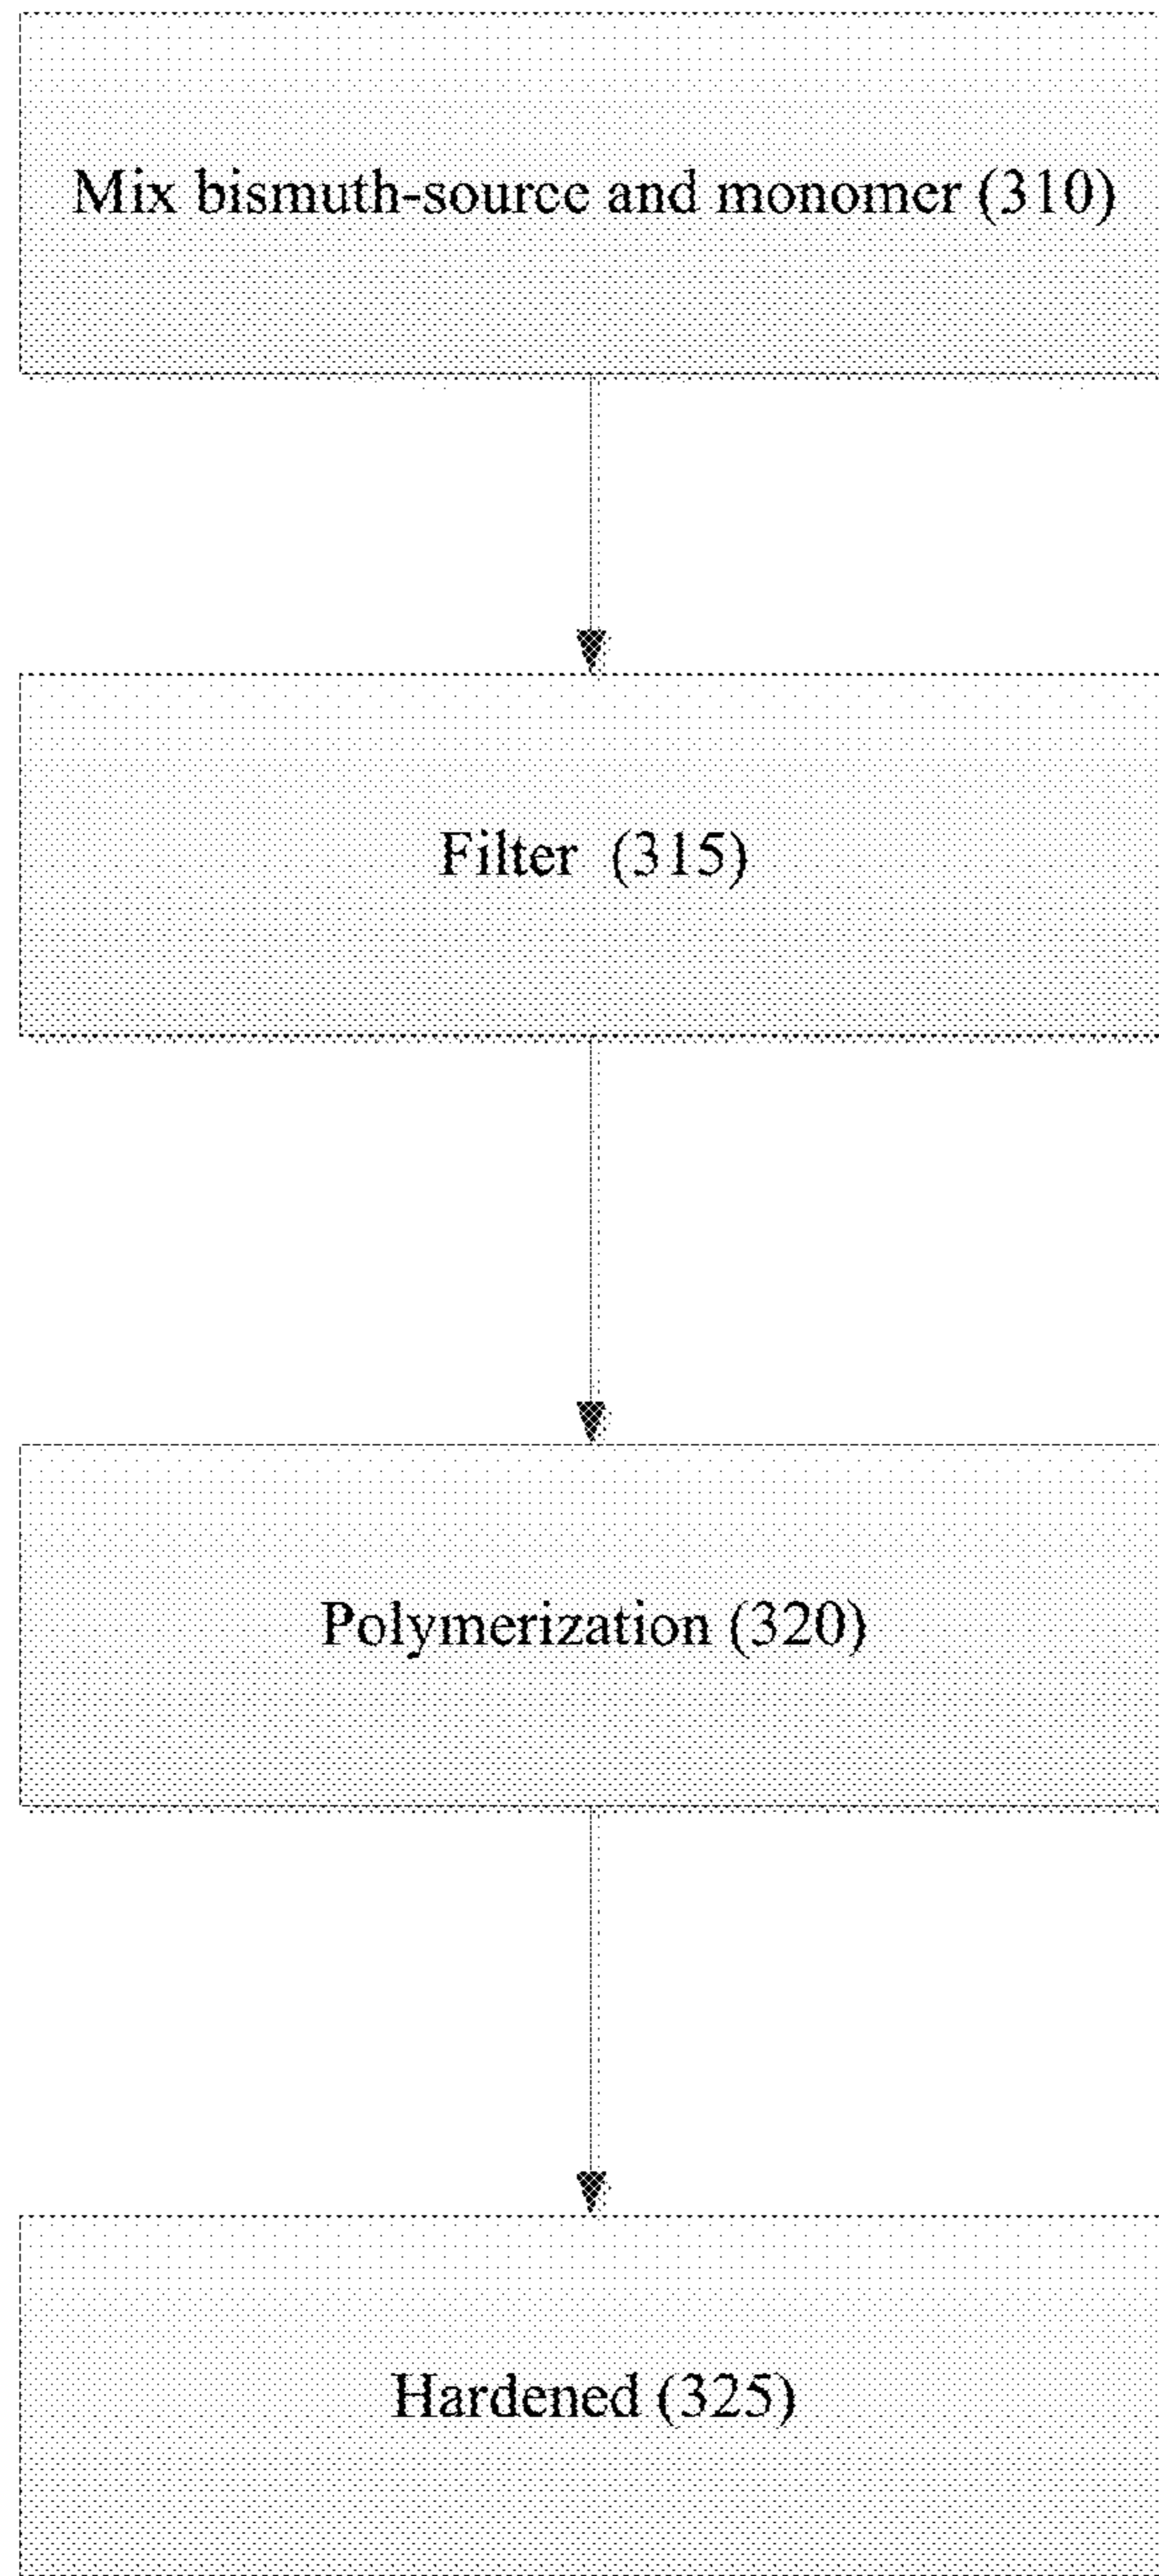 Mix bismuth-source and monomer (310)
Filter (315)
Polymerization (320)
Hardened (325)